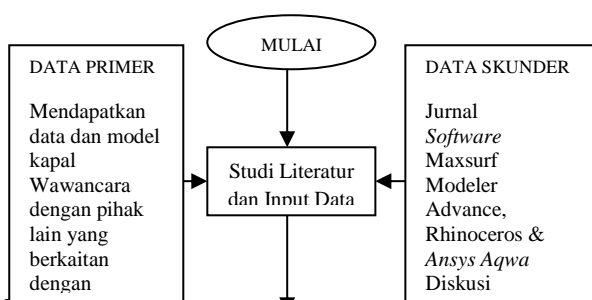 MULAI
DATA PRIMER
Mendapatkan
data dan model
kapal
Wawancara
dengan pihak
lain yang
berkaitan
dengan
Studi Literatur
dan Input Data
DATA SKUNDER
Jurnal
Software
Maxsurf
Modeler
Advance,
Rhinoceros &
Ansys Aqwa
Diskusi